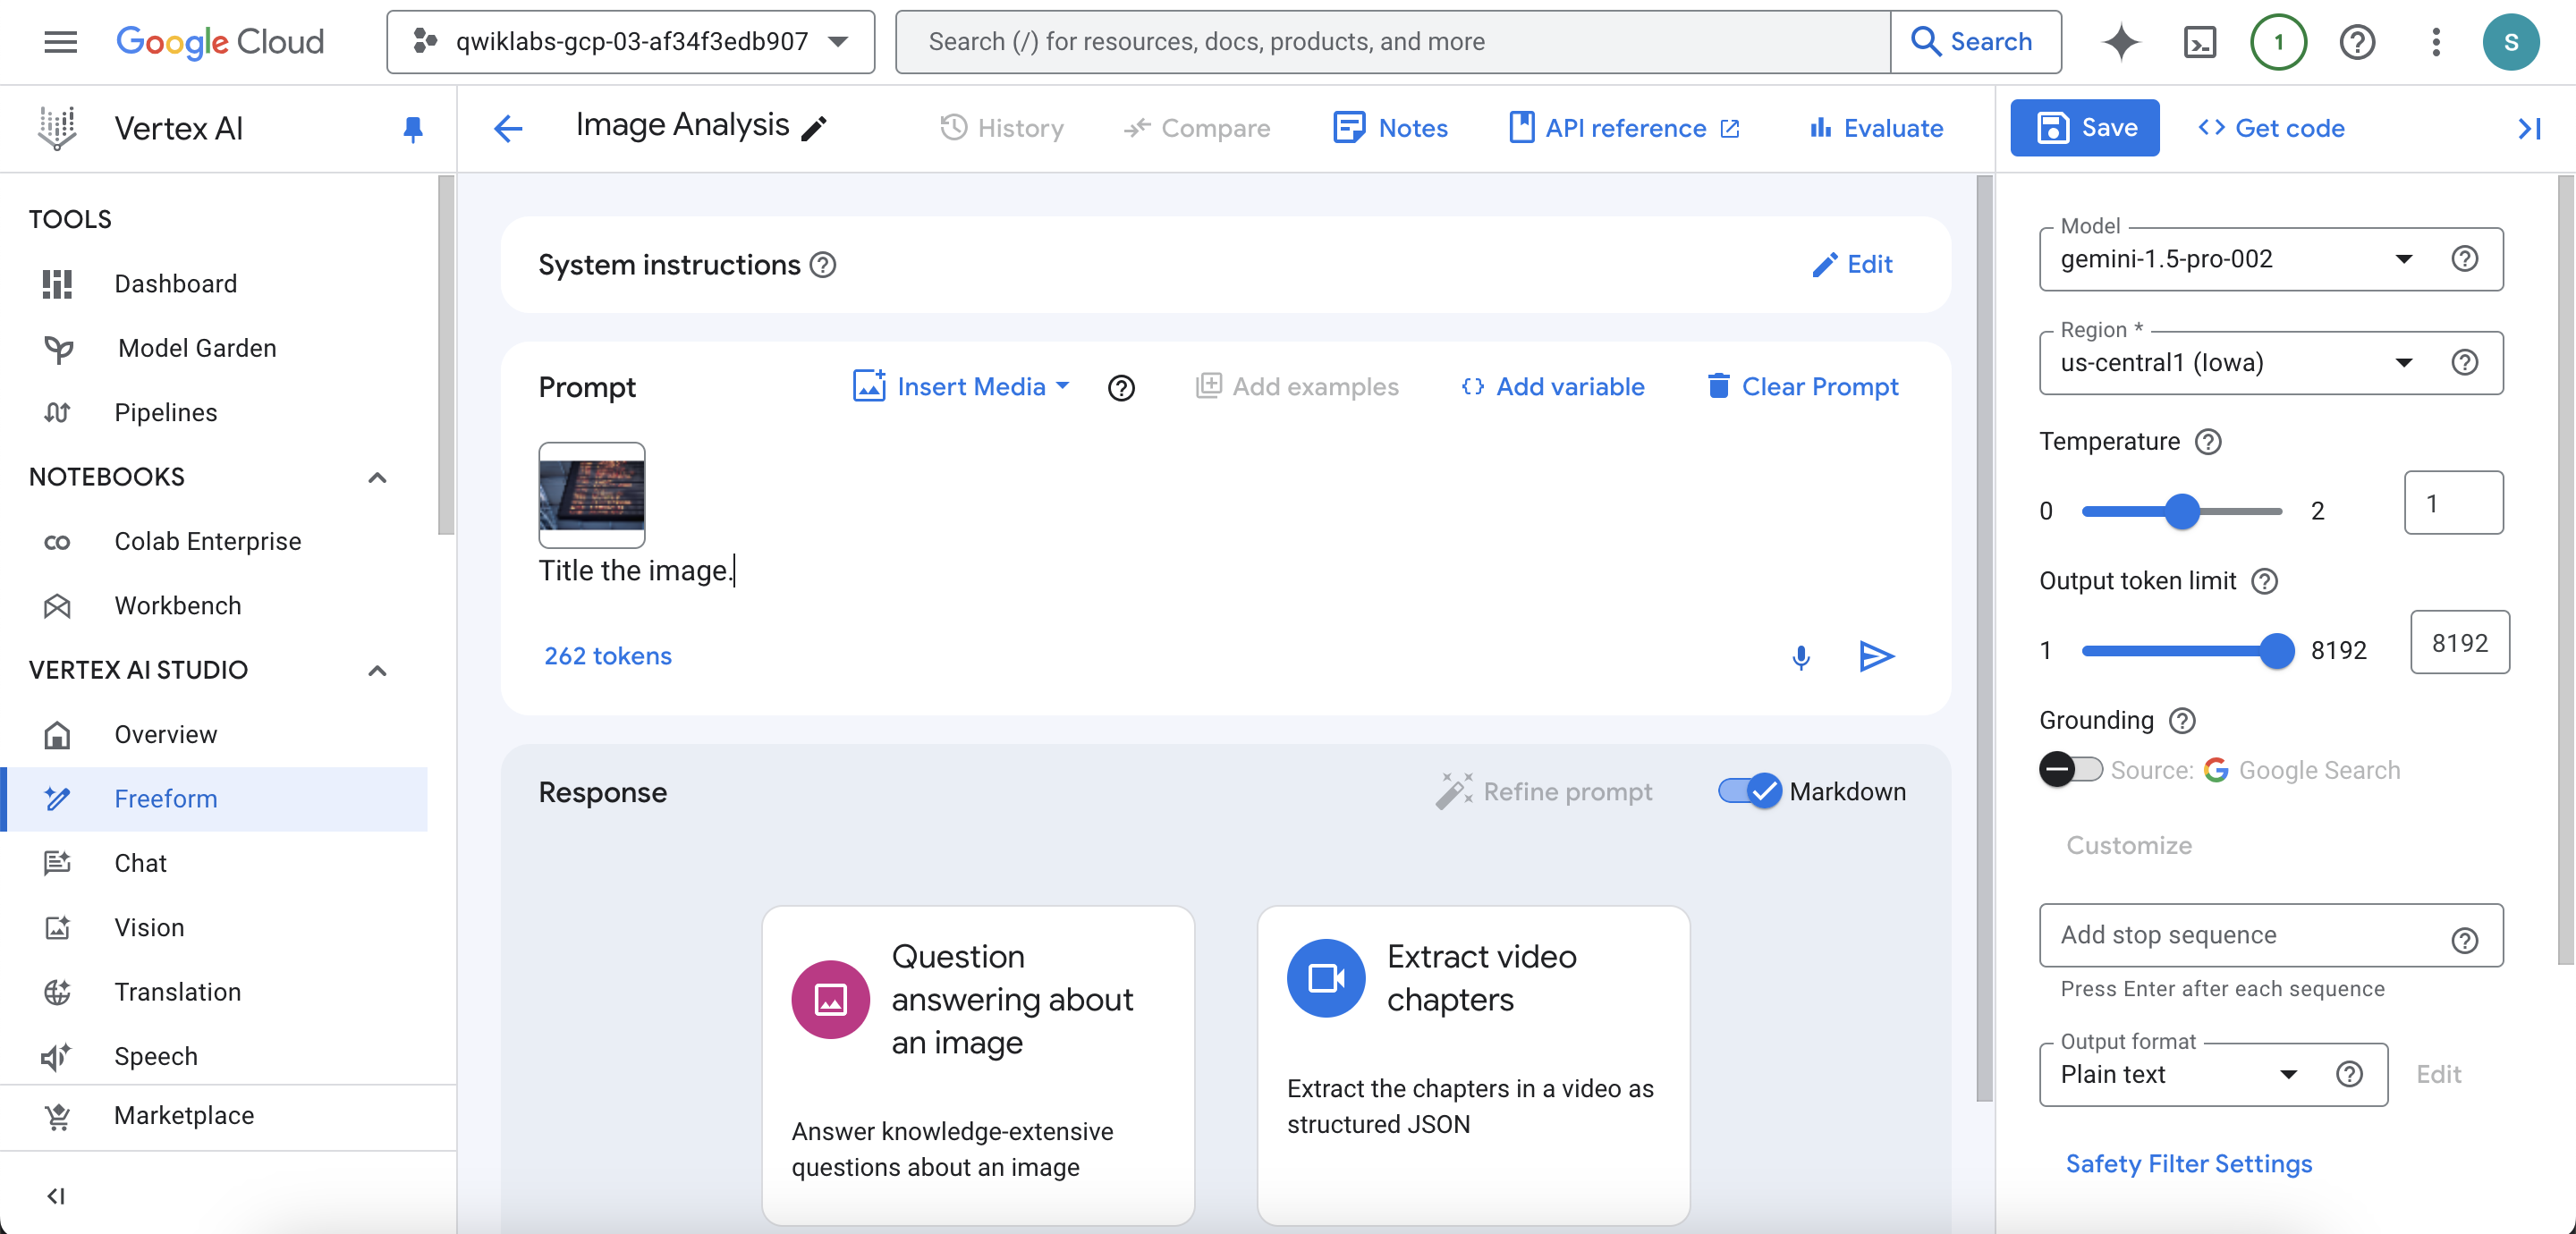 Google Cloud
qwiklabs-gcp-03-af34f3edb907
Search (/) for resources, docs, products, and more
Search
1
S
Vertex AI
Image Analysis
History
Compare
Notes
API reference
Evaluate
Save
Get code
TOOLS
Dashboard
Model Garden
Pipelines
NOTEBOOKS
Colab Enterprise
Workbench
VERTEX AI STUDIO
Overview
Freeform
Chat
Vision
Translation
Speech
Marketplace
System instructions
Edit
Prompt
Insert Media
Add examples
Add variable
Clear Prompt
Title the image.
262 tokens
Response
Refine prompt
Markdown
Question
answering about
an image
Answer knowledge-extensive
questions about an image
Extract video
chapters
Extract the chapters in a video as
structured JSON
Model
gemini-1.5-pro-002
Region *
us-central1 (Iowa)
Temperature
0
2
1
Output token limit
1
8192
8192
Grounding
Source: Google Search
Customize
Add stop sequence
Press Enter after each sequence
Output format
Plain text
Edit
Safety Filter Settings